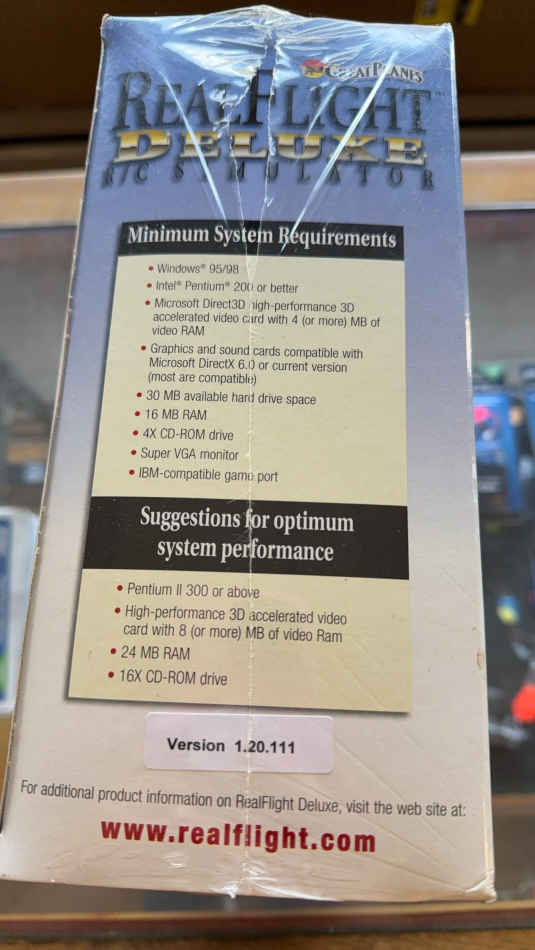 GREAT PLANES
REALFLIGHT™
DELUXE
R/C SIMULATOR
Minimum System Requirements
• Windows® 95/98
• Intel® Pentium® 200 or better
• Microsoft Direct3D high-performance 3D
accelerated video card with 4 (or more) MB of
video RAM
• Graphics and sound cards compatible with
Microsoft DirectX 6.0 or current version
(most are compatible)
• 30 MB available hard drive space
• 16 MB RAM
• 4X CD-ROM drive
• Super VGA monitor
• IBM-compatible game port
Suggestions for optimum
system performance
• Pentium II 300 or above
• High-performance 3D accelerated video
card with 8 (or more) MB of video Ram
• 24 MB RAM
• 16X CD-ROM drive
Version 1.20.111
For additional product information on RealFlight Deluxe, visit the web site at:
www.realflight.com